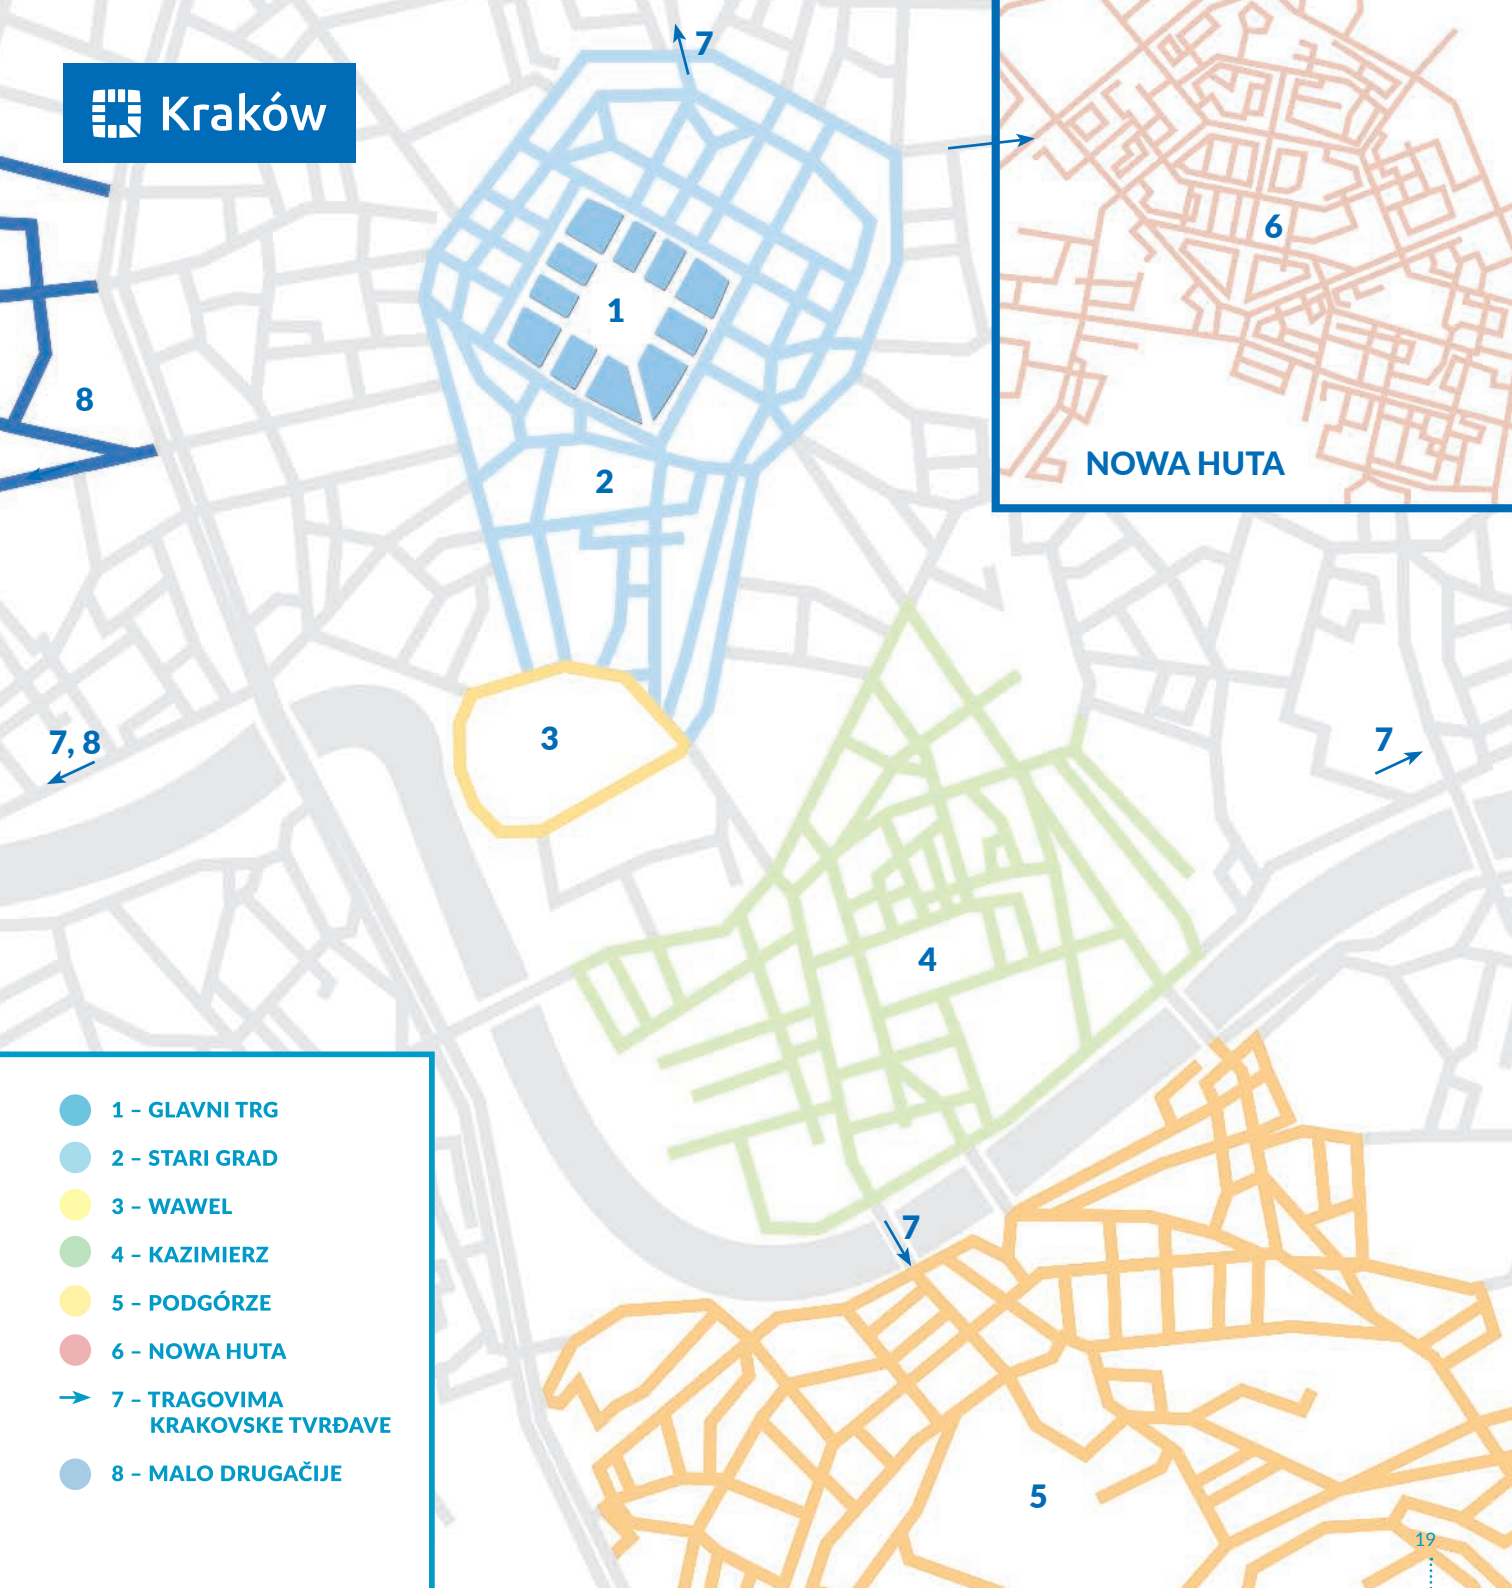 7
Kraków
6
1
8
NOWA HUTA
2
7, 8
3
7
4
7
1 – GLAVNI TRG
2 – STARI GRAD
3 – WAWEL
4 – KAZIMIERZ
5 – PODGÓRZE
6 – NOWA HUTA
7 – TRAGOVIMA
KRAKOVSKE TVRĐAVE
8 – MALO DRUGAČIJE
5
19